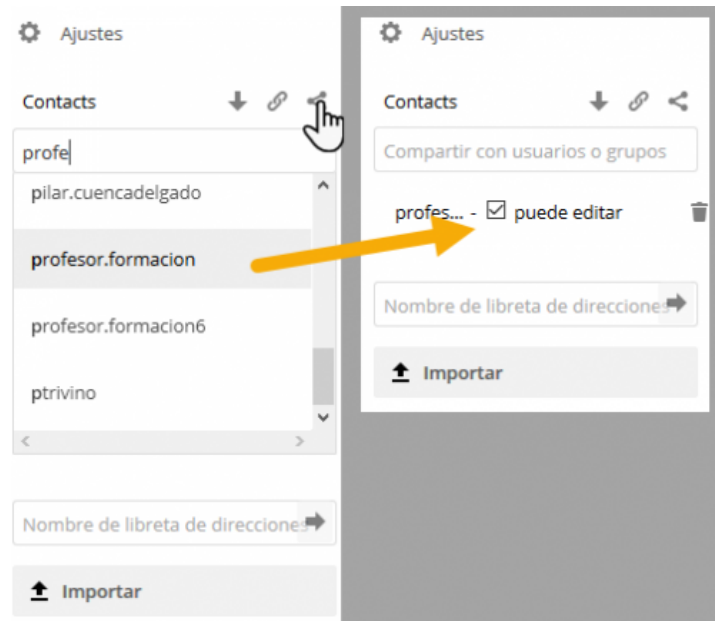 Ajustes
Contacts
profe
pilar.cuencadelgado
profesor.formacion
profesor.formacion6
ptrivino
Nombre de libreta de direcciones
Importar
Ajustes
Contacts
Compartir con usuarios o grupos
profes... - puede editar
Nombre de libreta de direcciones
Importar